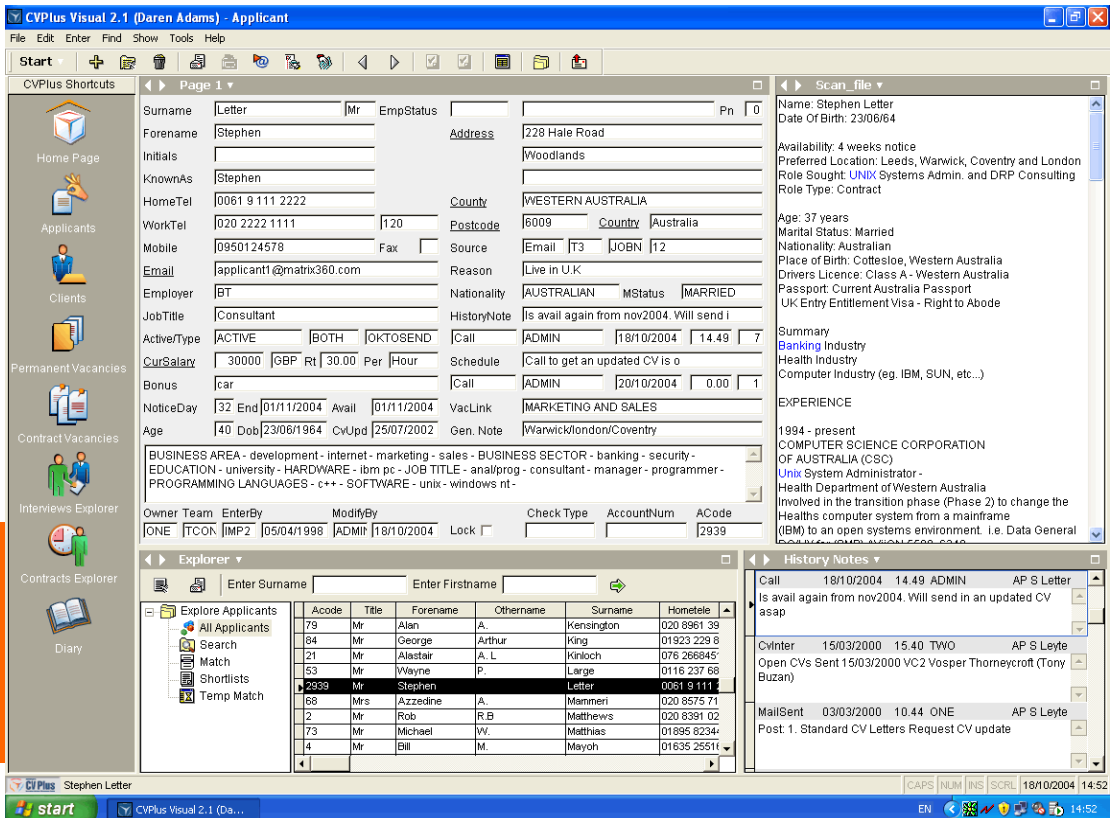 CVPlus Visual 2.1 (Daren Adams) - Applicant
File Edit Enter Find Show Tools Help
Start
CVPlus Shortcuts
Home Page
Applicants
Clients
Permanent Vacancies
Contract Vacancies
Interviews Explorer
Contracts Explorer
Diary
Page 1
Surname Letter Mr EmpStatus Pn 0
Forename Stephen Address 228 Hale Road
Initials Woodlands
KnownAs Stephen
HomeTel 0061 9 111 2222 County WESTERN AUSTRALIA
WorkTel 020 2222 1111 120 Postcode 6009 Country Australia
Mobile 0950124578 Fax Source Email T3 JOBN 12
Email applicant1@matrix360.com Reason Live in U.K
Employer BT Nationality AUSTRALIAN MStatus MARRIED
JobTitle Consultant HistoryNote Is avail again from nov2004. Will send i
Active/Type ACTIVE BOTH OKTOSEND Call ADMIN 18/10/2004 14.49 7
CurSalary 30000 GBP Rt 30.00 Per Hour Schedule Call to get an updated CV is o
Bonus car Call ADMIN 20/10/2004 0.00 1
NoticeDay 32 End 01/11/2004 Avail 01/11/2004 VacLink MARKETING AND SALES
Age 40 Dob 23/06/1964 CvUpd 25/07/2002 Gen. Note Warwick/london/Coventry
BUSINESS AREA - development - internet - marketing - sales - BUSINESS SECTOR - banking - security -
EDUCATION - university - HARDWARE - ibm pc - JOB TITLE - anal/prog - consultant - manager - programmer -
PROGRAMMING LANGUAGES - c++ - SOFTWARE - unix - windows nt -
Owner Team EnterBy ModifyBy Check Type AccountNum ACode
ONE TCON IMP2 05/04/1998 ADMIN 18/10/2004 Lock 2939
Scan_file
Name: Stephen Letter
Date Of Birth: 23/06/64
Availability: 4 weeks notice
Preferred Location: Leeds, Warwick, Coventry and London
Role Sought: UNIX Systems Admin. and DRP Consulting
Role Type: Contract
Age: 37 years
Marital Status: Married
Nationality: Australian
Place of Birth: Cottesloe, Western Australia
Drivers Licence: Class A - Western Australia
Passport: Current Australia Passport
UK Entry Entitlement Visa - Right to Abode
Summary
Banking Industry
Health Industry
Computer Industry (eg. IBM, SUN, etc...)
EXPERIENCE
1994 - present
COMPUTER SCIENCE CORPORATION
OF AUSTRALIA (CSC)
Unix System Administrator -
Health Department of Western Australia
Involved in the transition phase (Phase 2) to change the
Healths computer system from a mainframe
(IBM) to an open systems environment. i.e. Data General
Explorer
Enter Surname Enter Firstname
Explore Applicants
All Applicants
Search
Match
Shortlists
Temp Match
Acode Title Forename Othername Surname Hometele
79 Mr Alan A. Kensington 020 8961 39
84 Mr George Arthur King 01923 229 8
21 Mr Alastair A. L Kinloch 076 266845
53 Mr Wayne P. Large 0116 237 68
2939 Mr Stephen Letter 0061 9 111
68 Mrs Azzedine A. Mammeri 020 8575 71
2 Mr Rob R.B Matthews 020 8391 02
73 Mr Michael W. Matthias 01895 8234
4 Mr Bill M. Mayoh 01635 2551
History Notes
Call 18/10/2004 14.49 ADMIN AP S Letter
Is avail again from nov2004. Will send in an updated CV
asap
CvInter 15/03/2000 15.40 TWO AP S Leyte
Open CVs Sent 15/03/2000 VC2 Vosper Thorneycroft (Tony
Buzan)
MailSent 03/03/2000 10.44 ONE AP S Leyte
Post: 1. Standard CV Letters Request CV update
CV Plus Stephen Letter
CAPS NUM INS SCRL 18/10/2004 14:52
start CVPlus Visual 2.1 (Da... EN 14:52